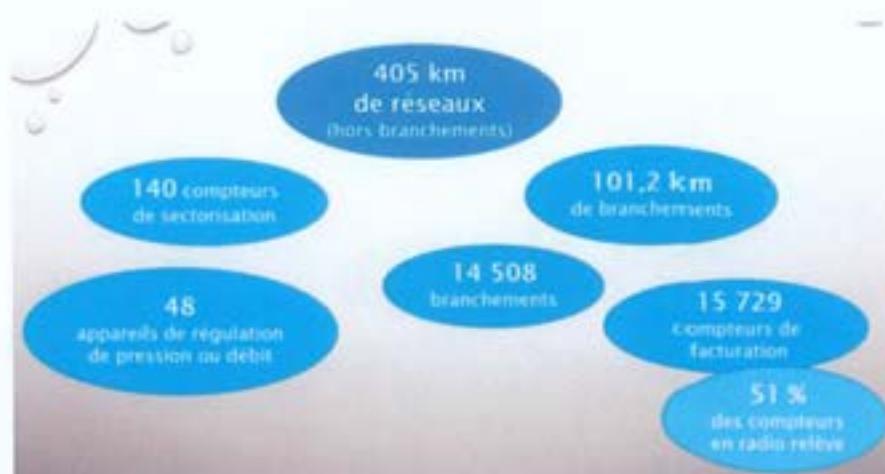 405 km
de réseaux
(hors branchements)
140 compteurs
de sectorisation
101,2 km
de branchements
14 508
branchements
48
appareils de régulation
de pression ou débit
15 729
compteurs de
facturation
51 %
des compteurs
en radio relève